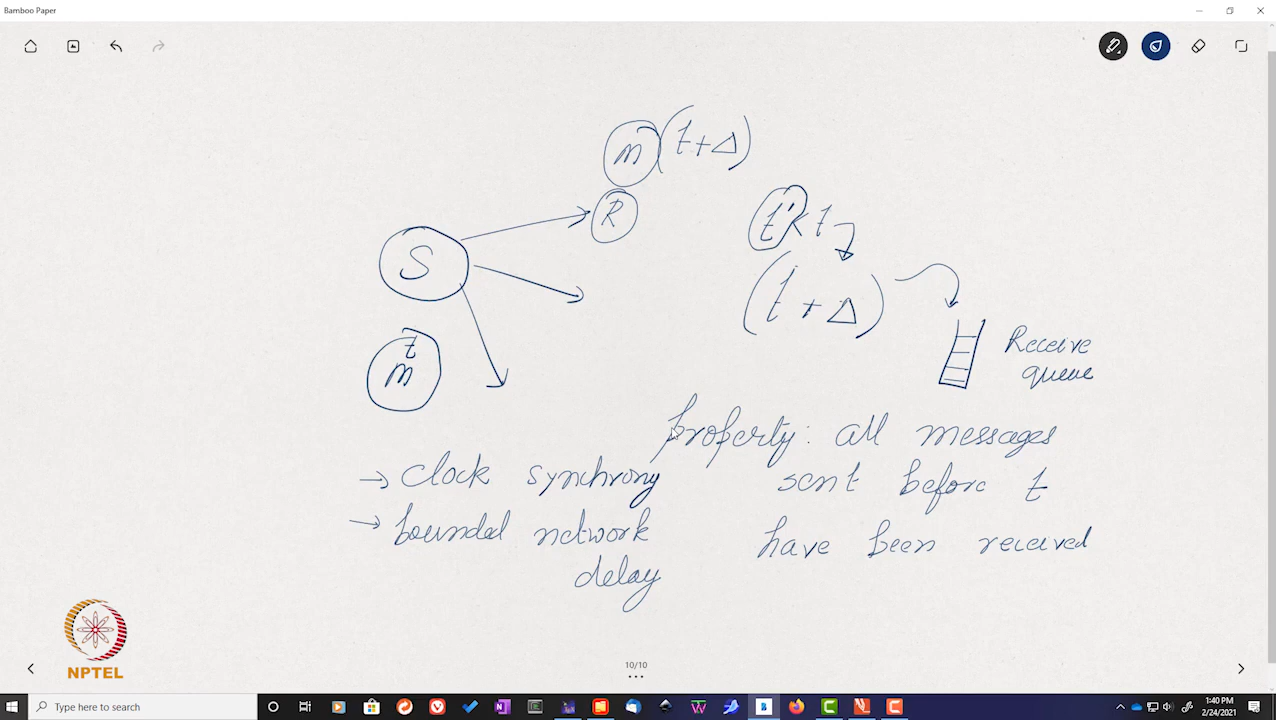 Bamboo Paper
m (t+Δ)
S
R
t' < t
(t + Δ)
t
m
Receive
queue
property: all messages
sent before t
have been received
→ clock synchrony
→ bounded network
delay
NPTEL
10/10
Type here to search
1:40 PM
2/24/2021